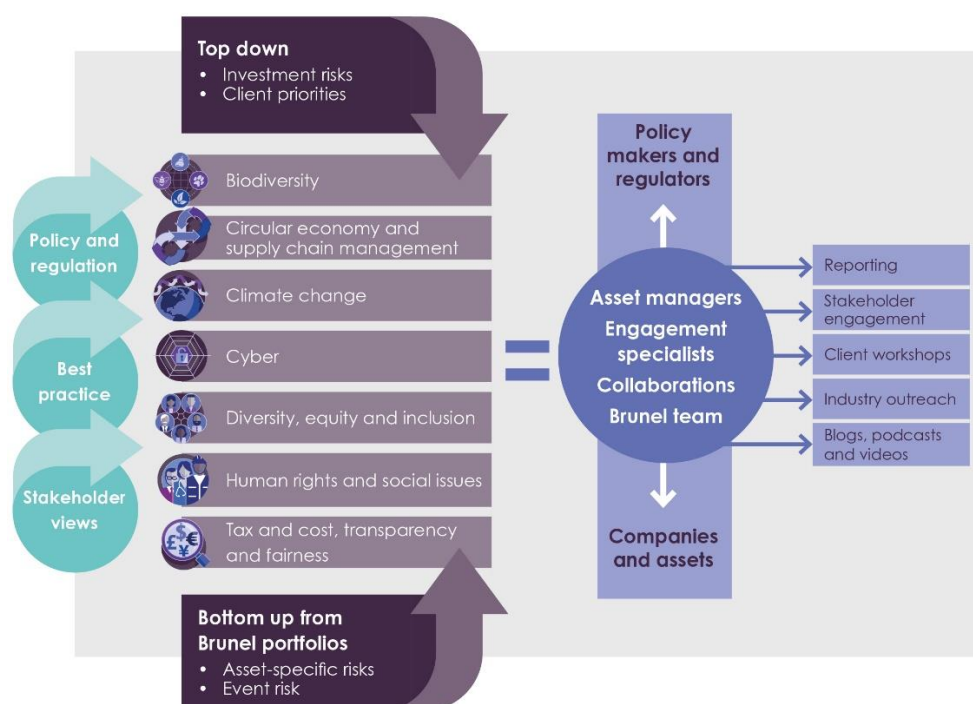 Top down
• Investment risks
• Client priorities
Policy and
regulation
Best
practice
Stakeholder
views
Biodiversity
Circular economy and
supply chain management
Climate change
Cyber
Diversity, equity and inclusion
Human rights and social issues
£$€¥
Tax and cost, transparency
and fairness
Bottom up from
Brunel portfolios
• Asset-specific risks
• Event risk
=
Policy
makers and
regulators
Asset managers
Engagement
specialists
Collaborations
Brunel team
Companies
and assets
Reporting
Stakeholder
engagement
Client workshops
Industry outreach
Blogs, podcasts
and videos